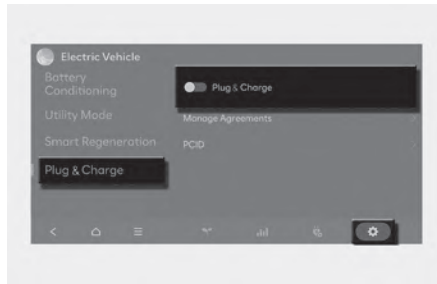 Electric Vehicle
Battery
Conditioning
Utility Mode
Smart Regeneration
Plug & Charge
Plug & Charge
Manage Agreements
PCID